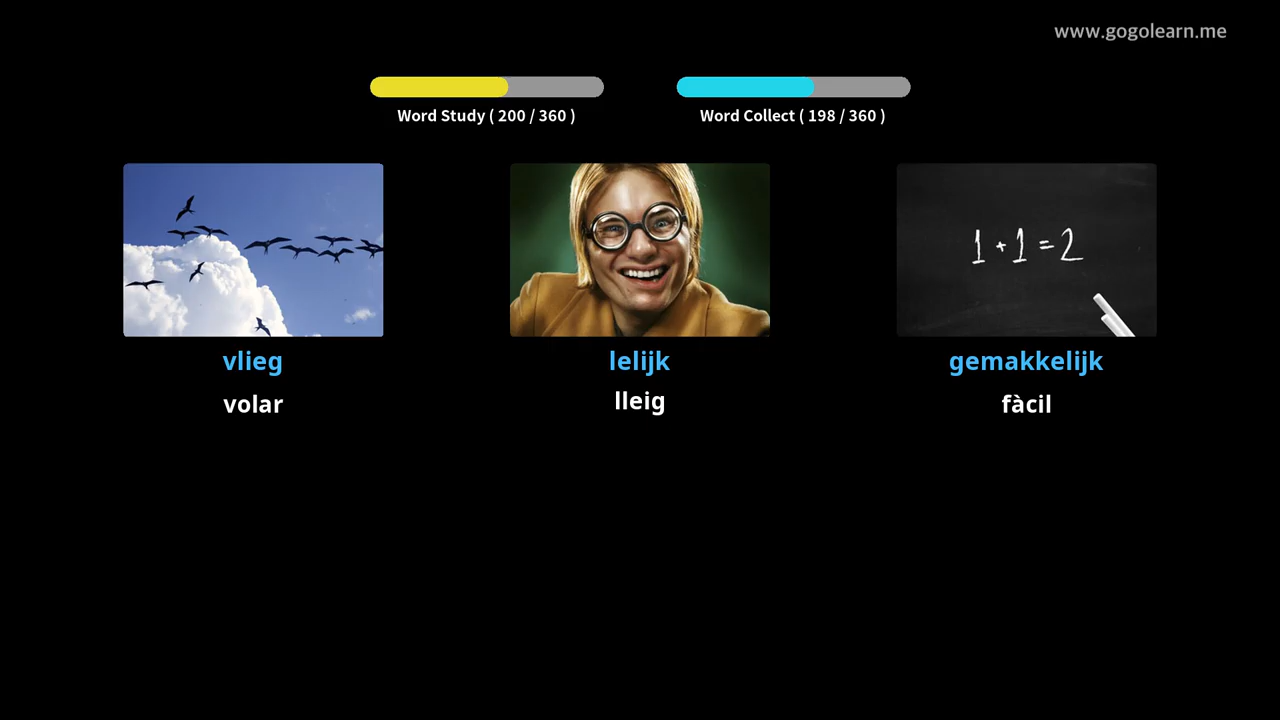 www.gogolearn.me
Word Study ( 200 / 360 )
Word Collect ( 198 / 360 )
1 + 1 = 2
vlieg
lelijk
gemakkelijk
volar
lleig
fàcil